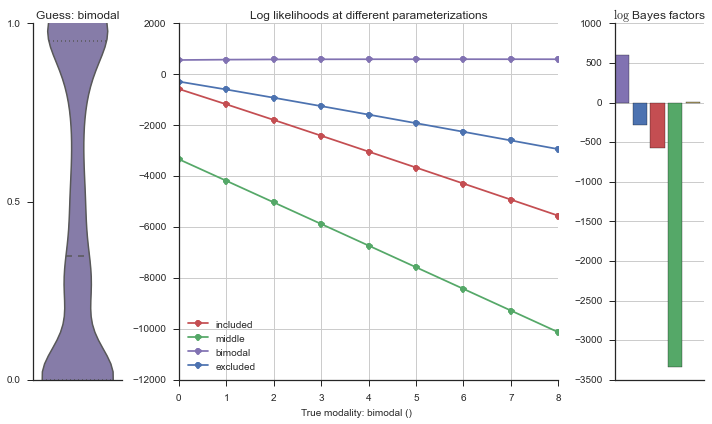 Guess: bimodal
1.0
0.5
0.0
Log likelihoods at different parameterizations
2000
0
−2000
−4000
−6000
−8000
−10000
−12000
included
middle
bimodal
excluded
0 1 2 3 4 5 6 7 8
True modality: bimodal ()
log Bayes factors
1000
500
0
−500
−1000
−1500
−2000
−2500
−3000
−3500